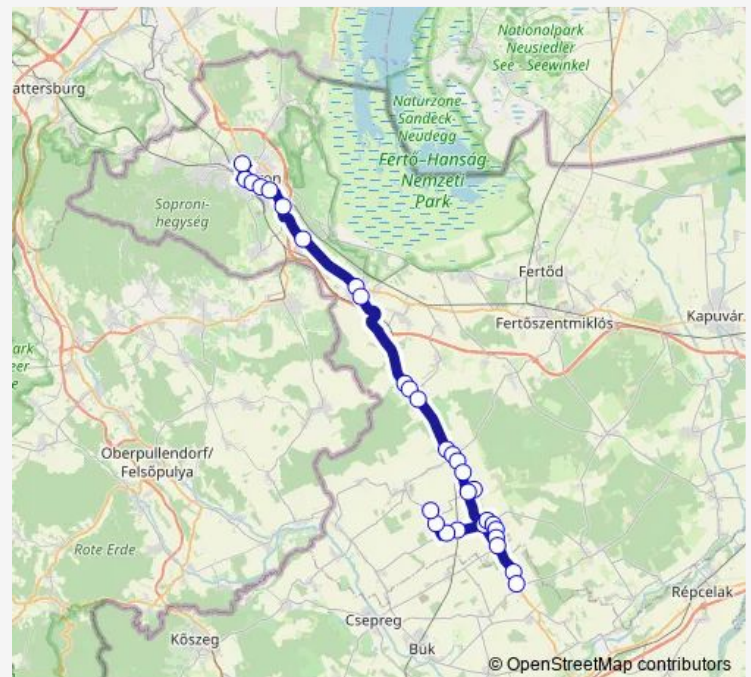 Nationalpark
Neusiedler
See - Seewinkel
attersburg
Naturzone
Sandeck-
Neudegg
Fertő-Hanság
Nemzeti
Park
Soproni-
hegység
Fertőd
Fertőszentmiklós
Kapuvár
Oberpullendorf/
Felsőpulya
Rote Erde
Répcelak
Csepreg
Kőszeg
Bük
© OpenStreetMap contributors